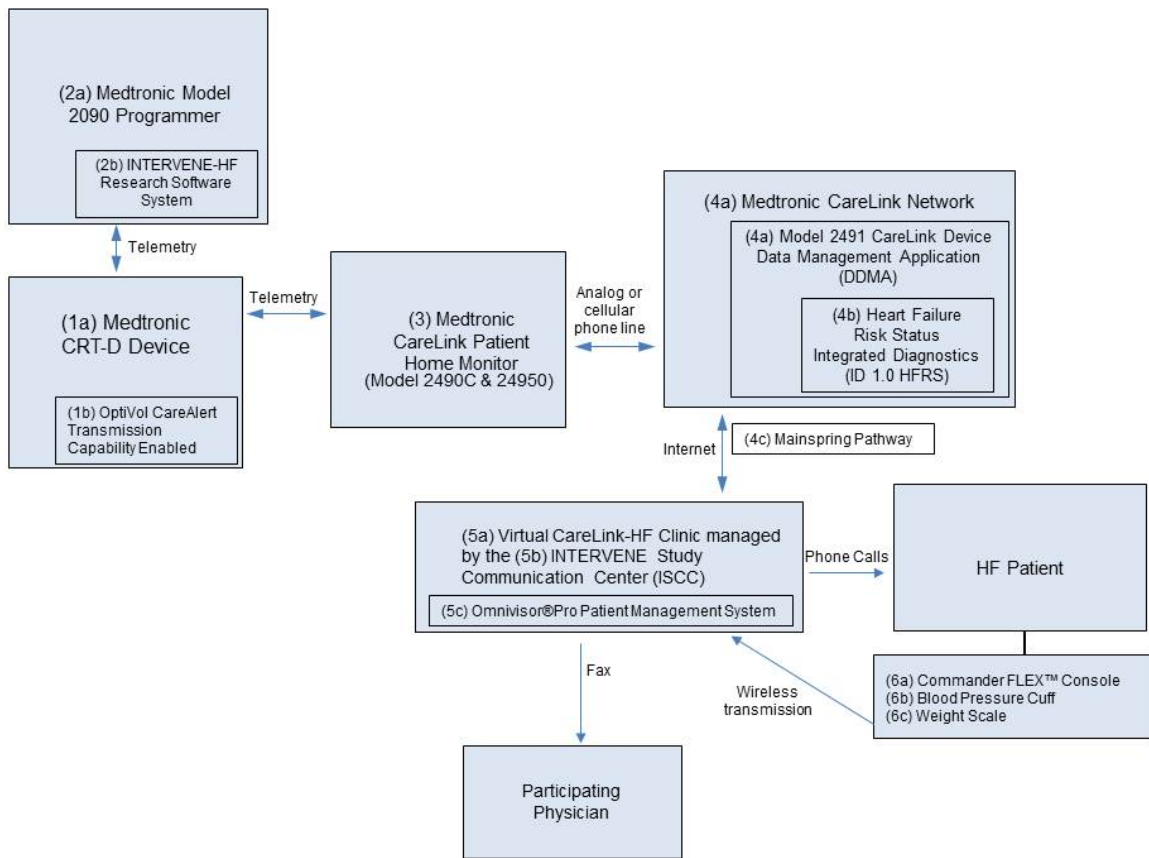 (2a) Medtronic Model
2090 Programmer
(2b) INTERVENE-HF
Research Software
System
Telemetry
(1a) Medtronic
CRT-D Device
(1b) OptiVol CareAlert
Transmission
Capability Enabled
Telemetry
(3) Medtronic
CareLink Patient
Home Monitor
(Model 2490C & 24950)
Analog or
cellular
phone line
(4a) Medtronic CareLink Network
(4a) Model 2491 CareLink Device
Data Management Application
(DDMA)
(4b) Heart Failure
Risk Status
Integrated Diagnostics
(ID 1.0 HFRS)
Internet
(4c) Mainspring Pathway
(5a) Virtual CareLink-HF Clinic managed
by the (5b) INTERVENE Study
Communication Center (ISCC)
(5c) Omnivisor®Pro Patient Management System
Phone Calls
HF Patient
(6a) Commander FLEX™ Console
(6b) Blood Pressure Cuff
(6c) Weight Scale
Wireless
transmission
Fax
Participating
Physician